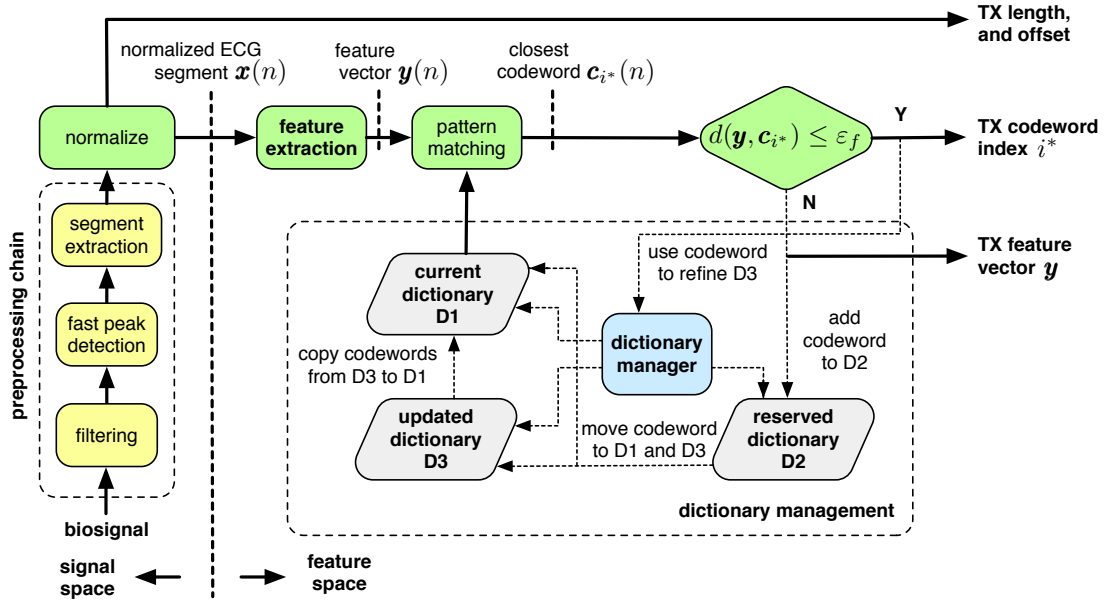 TX length,
and offset
normalized ECG
segment x(n)
feature
vector y(n)
closest
codeword c_{i*}(n)
normalize
feature
extraction
pattern
matching
d(y, c_{i*}) ≤ ε_f
Y
TX codeword
index i*
N
TX feature
vector y
preprocessing chain
segment
extraction
fast peak
detection
filtering
biosignal
signal
space
feature
space
current
dictionary
D1
use codeword
to refine D3
dictionary
manager
add
codeword
to D2
copy codewords
from D3 to D1
updated
dictionary
D3
move codeword
to D1 and D3
reserved
dictionary
D2
dictionary management